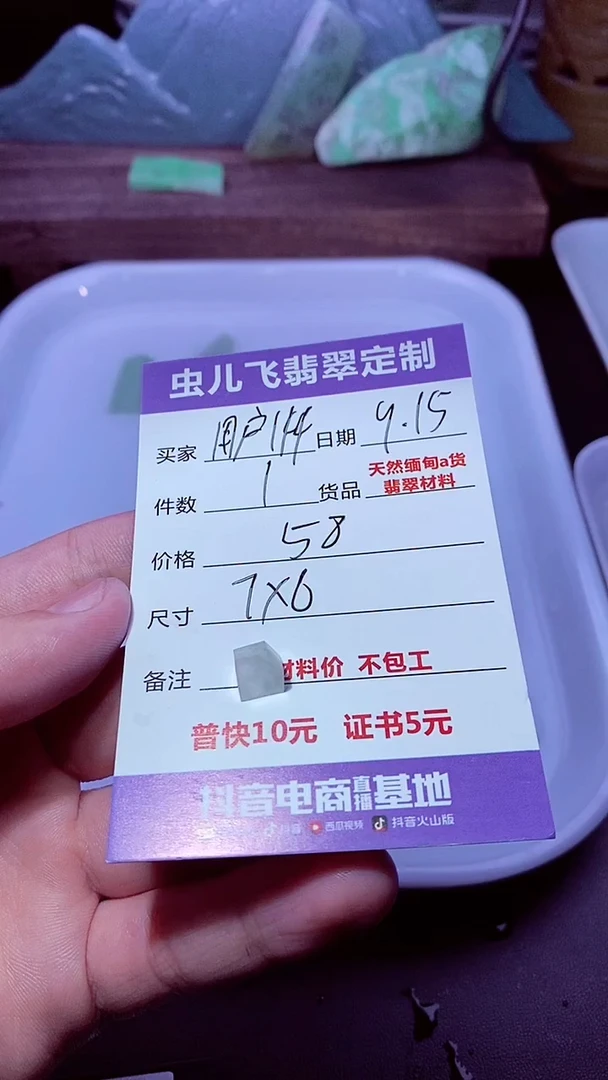 虫儿飞翡翠定制
买家 用户 日期 9.15
件数 1 货品 天然缅甸a货
翡翠材料
价格 58
尺寸 7x6
备注 材料价 不包工
普快10元 证书5元
抖音电商直播基地
西瓜视频 抖音火山版